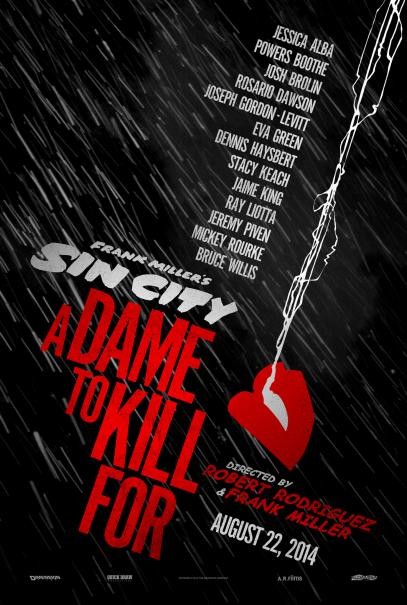 JESSICA ALBA
POWERS BOOTHE
JOSH BROLIN
ROSARIO DAWSON
JOSEPH GORDON-LEVITT
EVA GREEN
DENNIS HAYSBERT
STACY KEACH
JAIME KING
RAY LIOTTA
JEREMY PIVEN
MICKEY ROURKE
BRUCE WILLIS
FRANK MILLER'S
SIN CITY
A DAME
TO KILL
FOR
DIRECTED BY
ROBERT RODRIGUEZ
& FRANK MILLER
AUGUST 22, 2014
DIMENSION
A.R. FILMS